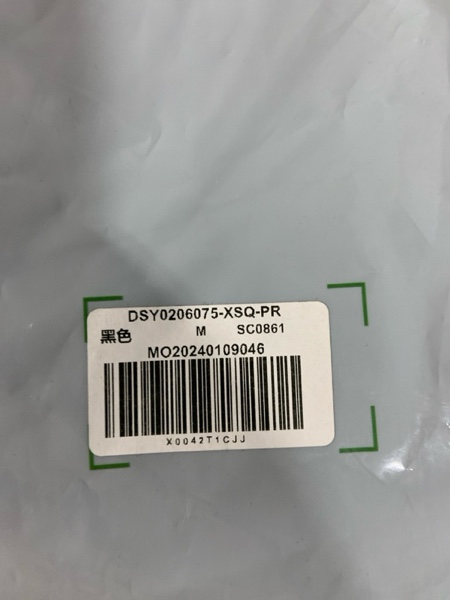 DSY0206075-XSQ-PR
黑色 M SC0861
MO20240109046
X0042T1CJJ